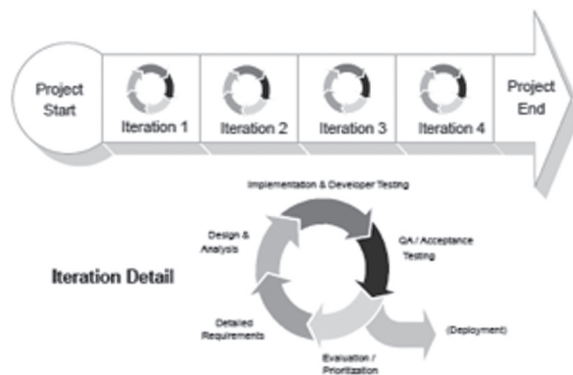 Project
Start
Iteration 1
Iteration 2
Iteration 3
Iteration 4
Project
End
Implementation & Developer Testing
Design &
Analysis
QA / Acceptance
Testing
Iteration Detail
Detailed
Requirements
(Deployment)
Evaluation /
Prioritization